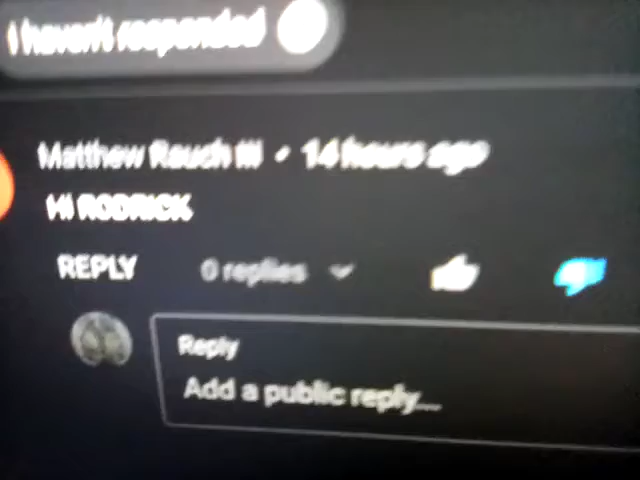 I haven't responded
Matthew Rauch III • 14 hours ago
Hi RODRICK
REPLY 0 replies
Reply
Add a public reply...